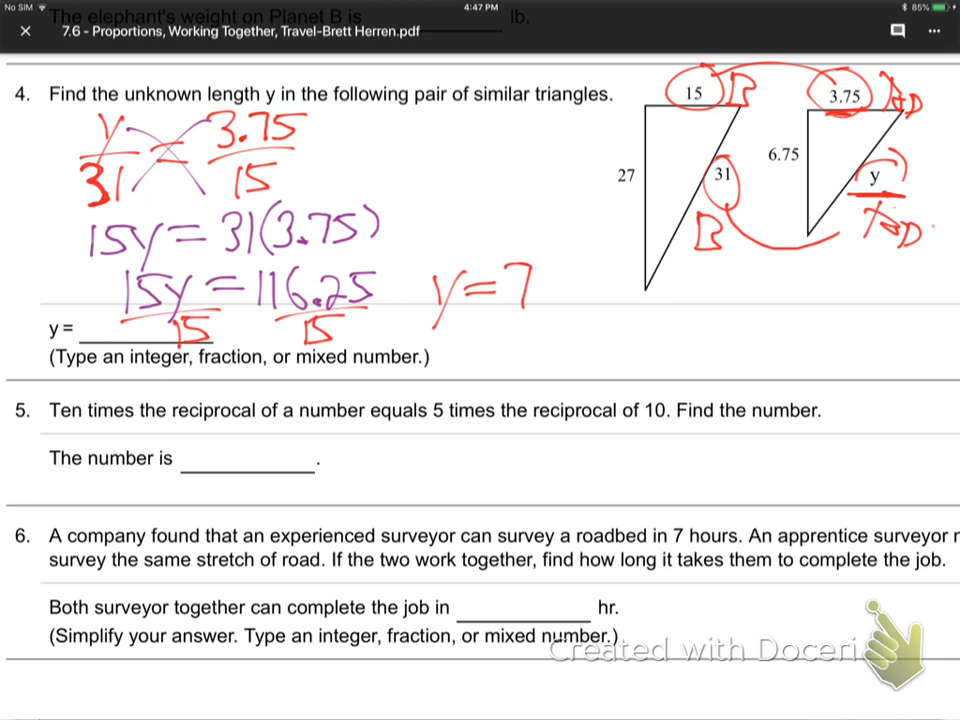 No SIM 4:47 PM 85%
The elephant's weight on Planet B is lb.
7.6 - Proportions, Working Together, Travel-Brett Herren.pdf
4. Find the unknown length y in the following pair of similar triangles.
y/31 = 3.75/15
15y = 31(3.75)
15y = 116.25
15 15
y = 7
15 B
3.75
27
31
B
6.75
y
y =
(Type an integer, fraction, or mixed number.)
5. Ten times the reciprocal of a number equals 5 times the reciprocal of 10. Find the number.
The number is .
6. A company found that an experienced surveyor can survey a roadbed in 7 hours. An apprentice surveyor
survey the same stretch of road. If the two work together, find how long it takes them to complete the job.
Both surveyor together can complete the job in hr.
(Simplify your answer. Type an integer, fraction, or mixed number.)
Created with Doceri